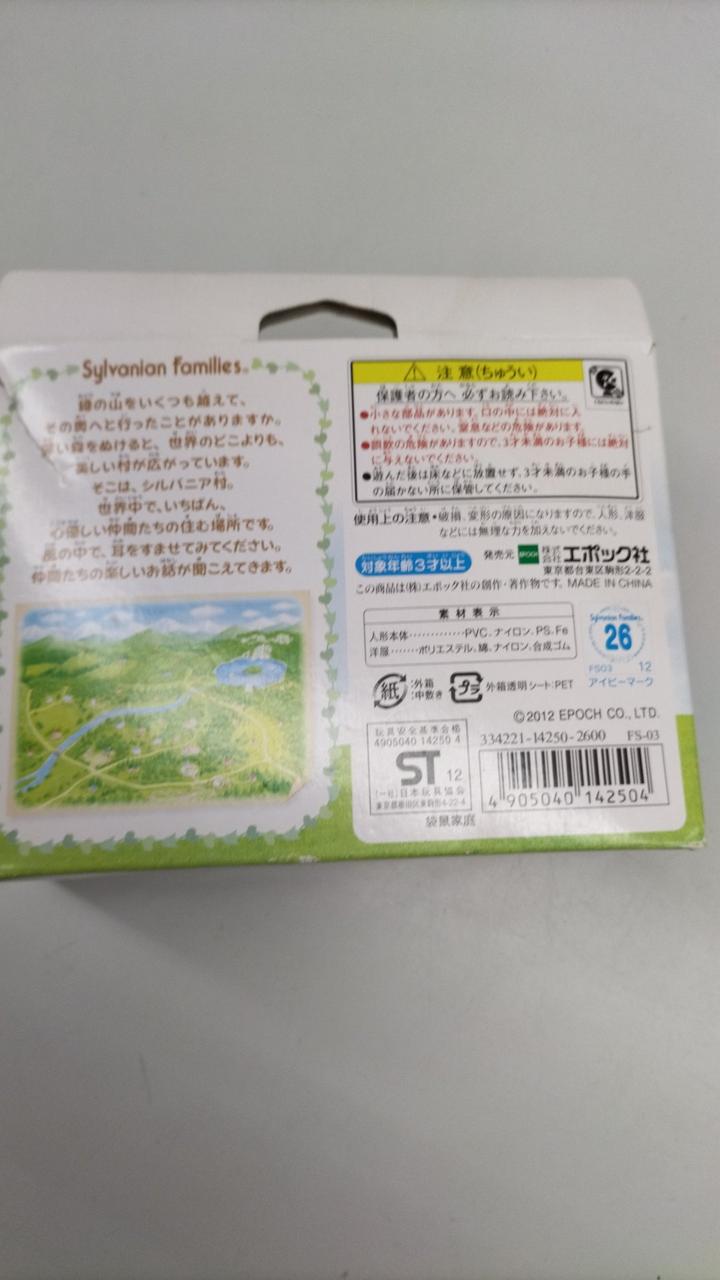 Sylvanian Families®
緑の山をいくつも越えて、
その奥へと行ったことがありますか。
い森をぬけると、世界のどこよりも、
美しい村が広がっています。
そこは、シルバニア村。
世界中で、いちばん、
心優しい仲間たちの住む場所です。
風の中で、耳をすませてみてください。
仲間たちの楽しいお話が聞こえてきます。
注意(ちゅうい)
保護者の方へ 必ずお読み下さい。
●小さな部品があります。口の中には絶対に入
れないでください。窒息などの危険があります。
●誤飲の危険がありますので、3才未満のお子様には絶対
に与えないでください。
●遊んだ後は床などに放置せず、3才未満のお子様の手
の届かない所に保管してください。
使用上の注意・破損、変形の原因になりますので、人形、洋服
などには無理な力を加えないでください。
対象年齢3才以上
発売元 EPOCH 株式会社エポック社
東京都台東区駒形2-2-2
この商品は(株)エポック社の創作・著作物です。MADE IN CHINA
素材表示
人形本体…………PVC、ナイロン、PS、Fe
洋服……ポリエステル、綿、ナイロン、合成ゴム
Sylvanian Families
26
FS03 12
アイビーマーク
紙 :外箱
:中敷き
プラ 外箱透明シート:PET
©2012 EPOCH CO., LTD.
334221-14250-2600 FS-03
玩具安全基準合格
4905040 14250 4
ST 12
(一社)日本玩具協会
東京都墨田区東駒形4-22-4
4 905040 142504
袋鼠家庭